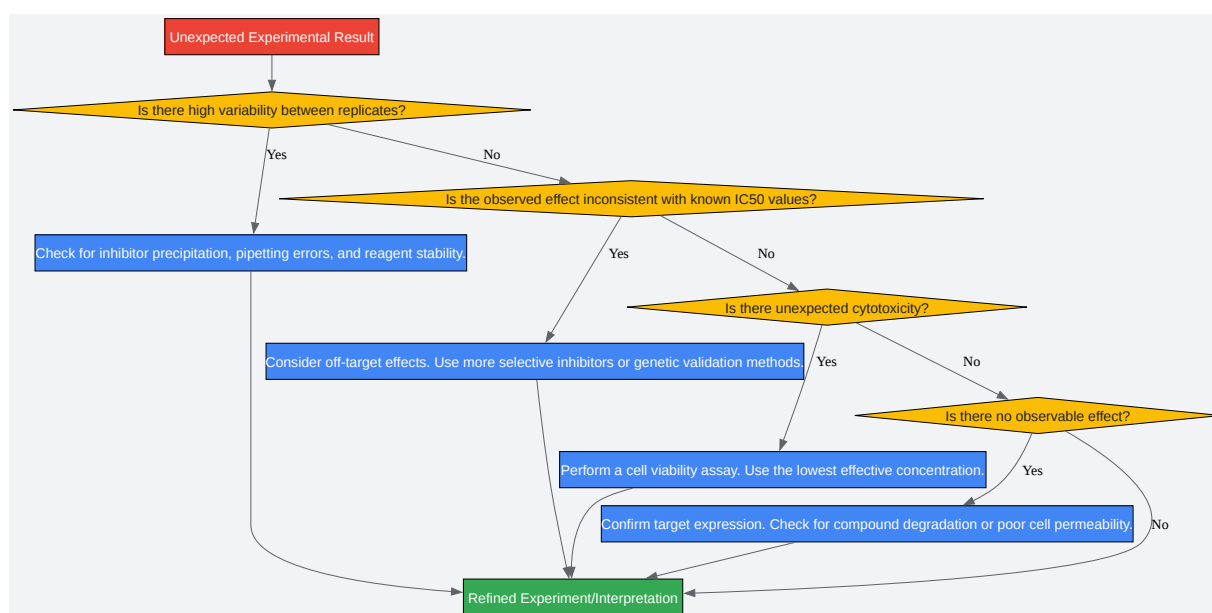 Unexpected Experimental Result
Is there high variability between replicates?
Yes
No
Is the observed effect inconsistent with known IC50 values?
Check for inhibitor precipitation, pipetting errors, and reagent stability.
Yes
No
Is there unexpected cytotoxicity?
Consider off-target effects. Use more selective inhibitors or genetic validation methods.
Yes
No
Is there no observable effect?
Perform a cell viability assay. Use the lowest effective concentration.
Yes
Confirm target expression. Check for compound degradation or poor cell permeability.
No
Refined Experiment/Interpretation